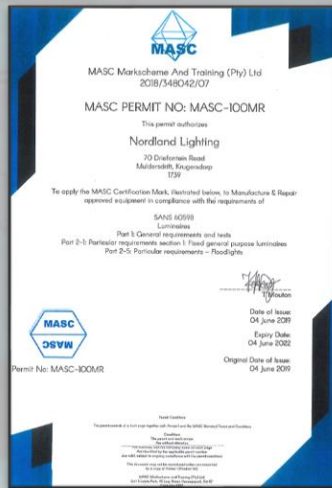 MASC
MASC Markscheme And Training (Pty) Ltd
2018/348042/07
MASC PERMIT NO: MASC-100MR
This permit authorizes
Nordland Lighting
70 Driefontein Road
Muldersdrift, Krugersdorp
1739
To apply the MASC Certification Mark, illustrated below, to Manufacture & Repair
approved equipment in compliance with the requirements of
SANS 60598
Luminaires
Part 1: General requirements and tests
Part 2-1: Particular requirements section 1: Fixed general purpose luminaires
Part 2-5: Particular requirements – Floodlights
T Mouton
Date of Issue:
04 June 2019
Expiry Date:
04 June 2022
Original Date of Issue:
04 June 2019
MASC
MASC
Permit No: MASC-100MR